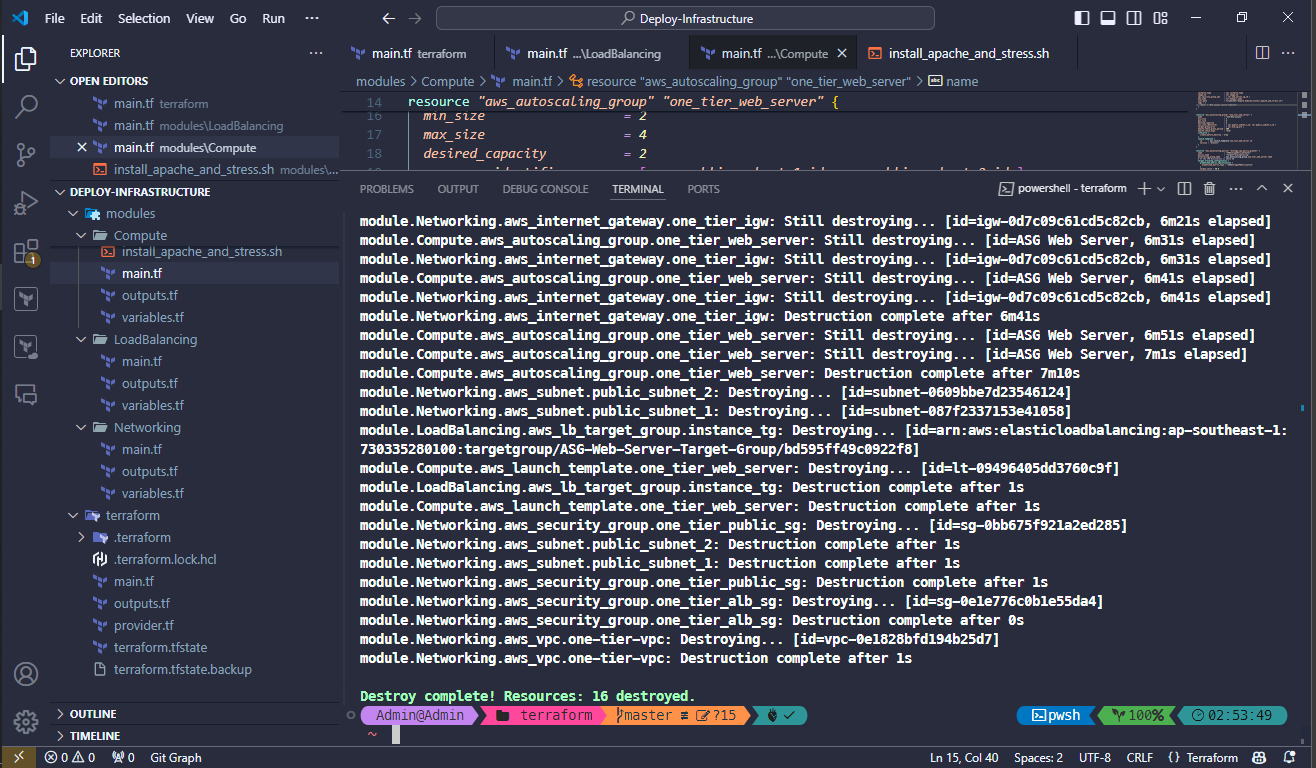 File Edit Selection View Go Run ··· Deploy-Infrastructure
EXPLORER ···
OPEN EDITORS
main.tf terraform
main.tf modules\LoadBalancing
main.tf modules\Compute
install_apache_and_stress.sh modules\...
DEPLOY-INFRASTRUCTURE
modules
Compute
install_apache_and_stress.sh
main.tf
outputs.tf
variables.tf
LoadBalancing
main.tf
outputs.tf
variables.tf
Networking
main.tf
outputs.tf
variables.tf
terraform
.terraform
.terraform.lock.hcl
main.tf
outputs.tf
provider.tf
terraform.tfstate
terraform.tfstate.backup
OUTLINE
TIMELINE
1
main.tf terraform main.tf ...\LoadBalancing main.tf ...\Compute install_apache_and_stress.sh
modules > Compute > main.tf > resource "aws_autoscaling_group" "one_tier_web_server" > abc name
14 resource "aws_autoscaling_group" "one_tier_web_server" {
16 min_size = 2
17 max_size = 4
18 desired_capacity = 2
PROBLEMS OUTPUT DEBUG CONSOLE TERMINAL PORTS powershell - terraform
module.Networking.aws_internet_gateway.one_tier_igw: Still destroying... [id=igw-0d7c09c61cd5c82cb, 6m21s elapsed]
module.Compute.aws_autoscaling_group.one_tier_web_server: Still destroying... [id=ASG Web Server, 6m31s elapsed]
module.Networking.aws_internet_gateway.one_tier_igw: Still destroying... [id=igw-0d7c09c61cd5c82cb, 6m31s elapsed]
module.Compute.aws_autoscaling_group.one_tier_web_server: Still destroying... [id=ASG Web Server, 6m41s elapsed]
module.Networking.aws_internet_gateway.one_tier_igw: Still destroying... [id=igw-0d7c09c61cd5c82cb, 6m41s elapsed]
module.Networking.aws_internet_gateway.one_tier_igw: Destruction complete after 6m41s
module.Compute.aws_autoscaling_group.one_tier_web_server: Still destroying... [id=ASG Web Server, 6m51s elapsed]
module.Compute.aws_autoscaling_group.one_tier_web_server: Still destroying... [id=ASG Web Server, 7m1s elapsed]
module.Compute.aws_autoscaling_group.one_tier_web_server: Destruction complete after 7m10s
module.Networking.aws_subnet.public_subnet_2: Destroying... [id=subnet-0609bbe7d23546124]
module.Networking.aws_subnet.public_subnet_1: Destroying... [id=subnet-087f2337153e41058]
module.LoadBalancing.aws_lb_target_group.instance_tg: Destroying... [id=arn:aws:elasticloadbalancing:ap-southeast-1:
730335280100:targetgroup/ASG-Web-Server-Target-Group/bd595ff49c0922f8]
module.Compute.aws_launch_template.one_tier_web_server: Destroying... [id=lt-09496405dd3760c9f]
module.LoadBalancing.aws_lb_target_group.instance_tg: Destruction complete after 1s
module.Compute.aws_launch_template.one_tier_web_server: Destruction complete after 1s
module.Networking.aws_security_group.one_tier_public_sg: Destroying... [id=sg-0bb675f921a2ed285]
module.Networking.aws_subnet.public_subnet_2: Destruction complete after 1s
module.Networking.aws_subnet.public_subnet_1: Destruction complete after 1s
module.Networking.aws_security_group.one_tier_public_sg: Destruction complete after 1s
module.Networking.aws_security_group.one_tier_alb_sg: Destroying... [id=sg-0e1e776c0b1e55da4]
module.Networking.aws_security_group.one_tier_alb_sg: Destruction complete after 0s
module.Networking.aws_vpc.one-tier-vpc: Destroying... [id=vpc-0e1828bfd194b25d7]
module.Networking.aws_vpc.one-tier-vpc: Destruction complete after 1s
Destroy complete! Resources: 16 destroyed.
Admin@Admin terraform master ≢ ?15 ✓ pwsh 100% 02:53:49
~
0 0 0 Git Graph Ln 15, Col 40 Spaces: 2 UTF-8 CRLF {} Terraform